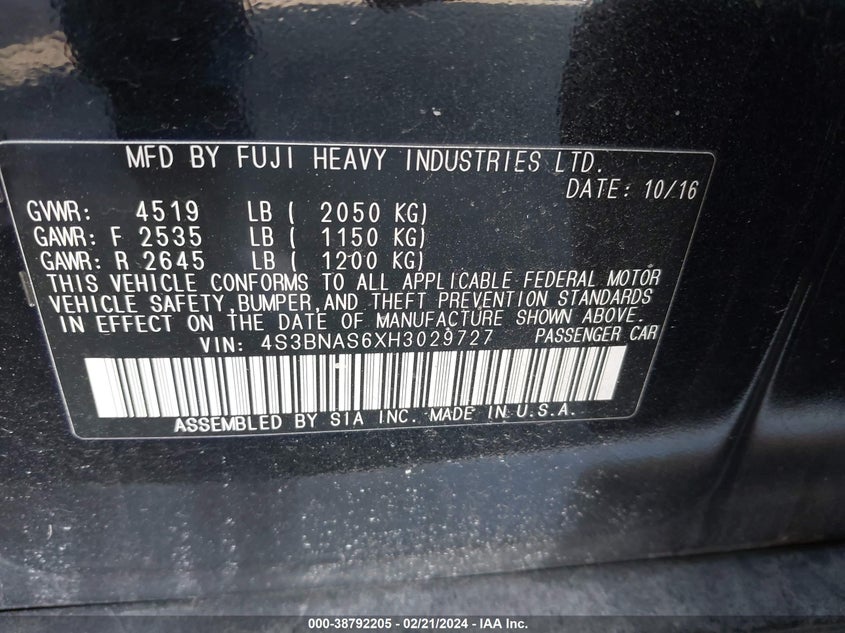 MFD BY FUJI HEAVY INDUSTRIES LTD.
DATE: 10/16
GVWR: 4519 LB ( 2050 KG)
GAWR: F 2535 LB ( 1150 KG)
GAWR: R 2645 LB ( 1200 KG)
THIS VEHICLE CONFORMS TO ALL APPLICABLE FEDERAL MOTOR
VEHICLE SAFETY,BUMPER,AND THEFT PREVENTION STANDARDS
IN EFFECT ON THE DATE OF MANUFACTURE SHOWN ABOVE.
VIN: 4S3BNAS6XH3029727 PASSENGER CAR
ASSEMBLED BY SIA INC. MADE IN U.S.A.
000-38792205 - 02/21/2024 - IAA Inc.